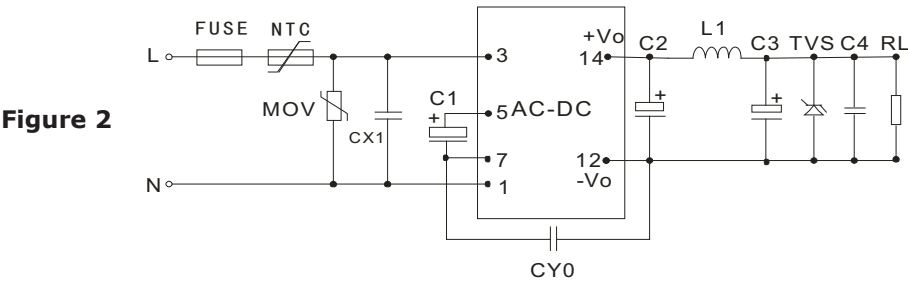 Figure 2
L
FUSE
NTC
MOV
CX1
N
C1
+
3
5
7
1
AC-DC
+Vo
14
12
-Vo
CY0
C2
+
L1
C3
+
TVS
C4
RL